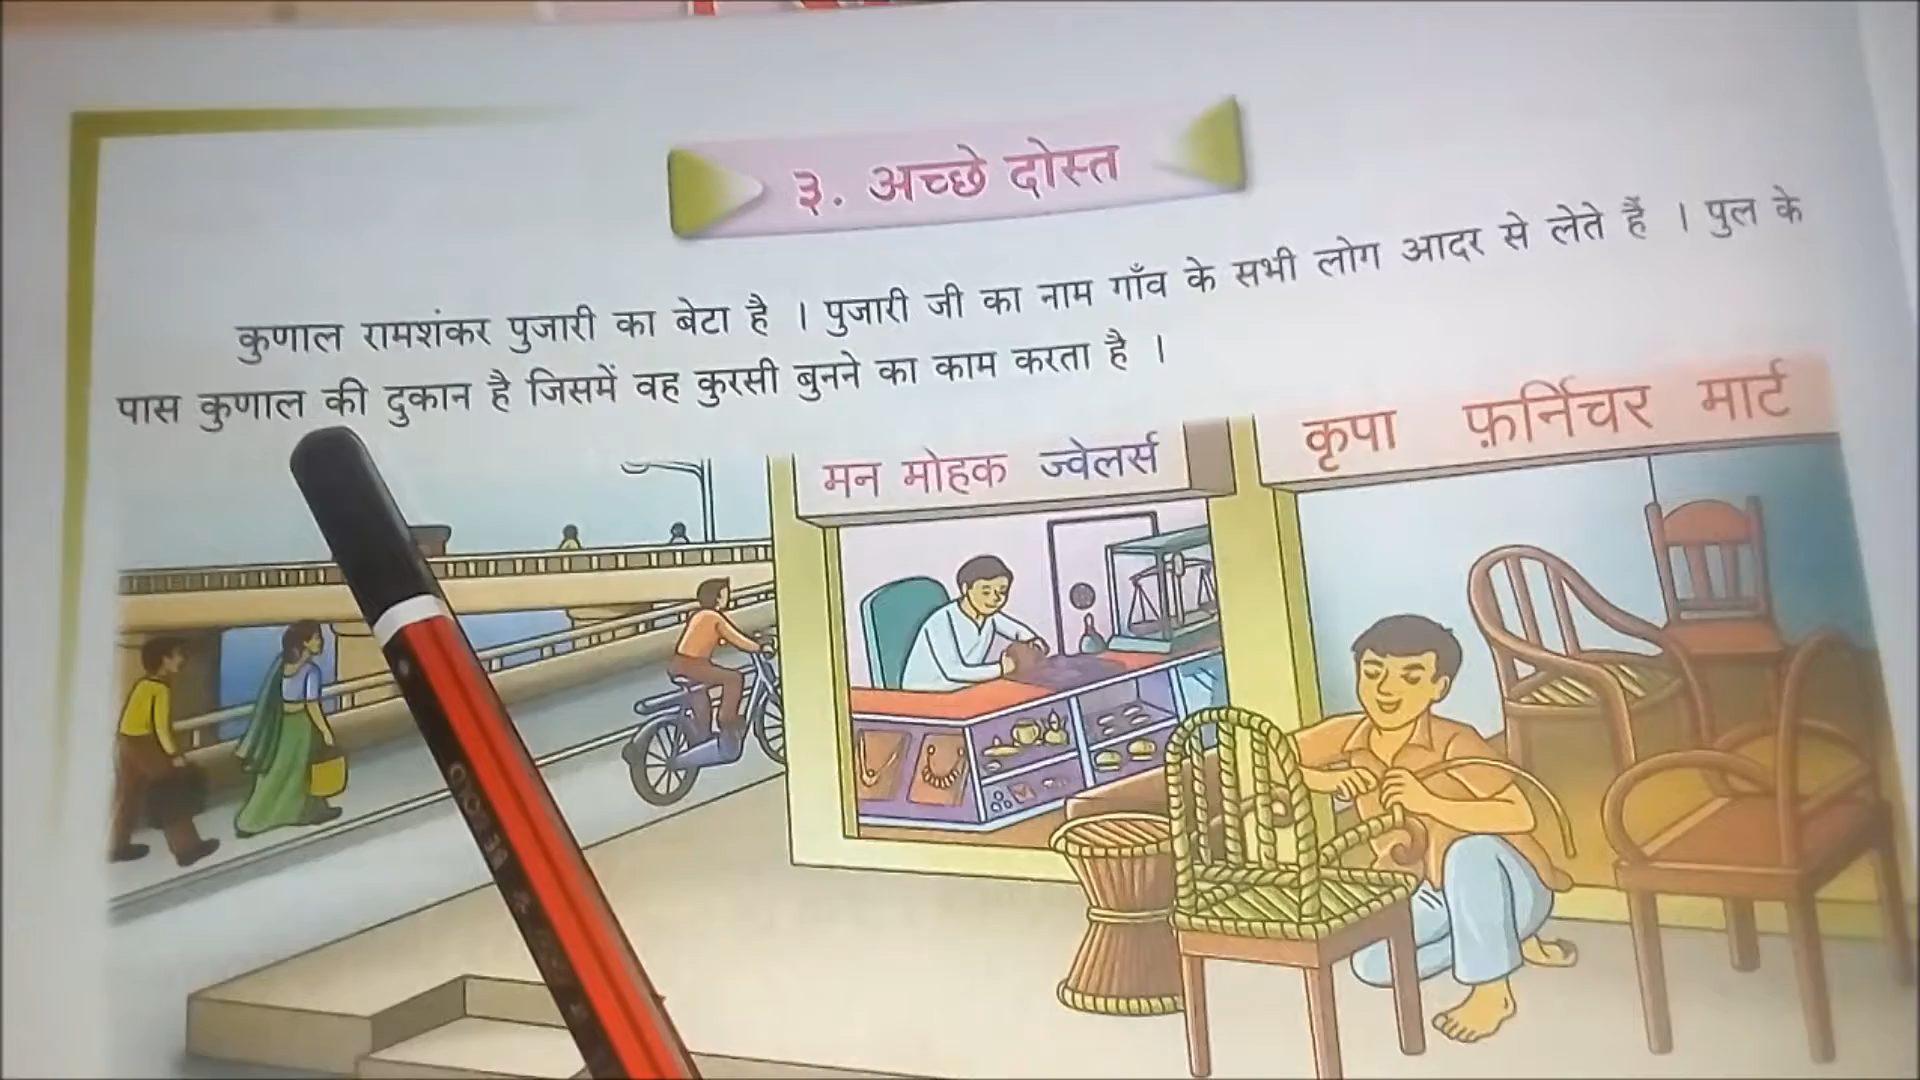 ३. अच्छे दोस्त
कुणाल रामशंकर पुजारी का बेटा है । पुजारी जी का नाम गाँव के सभी लोग आदर से लेते हैं । पुल के
पास कुणाल की दुकान है जिसमें वह कुरसी बुनने का काम करता है ।
मन मोहक ज्वेलर्स
कृपा फ़र्निचर मार्ट